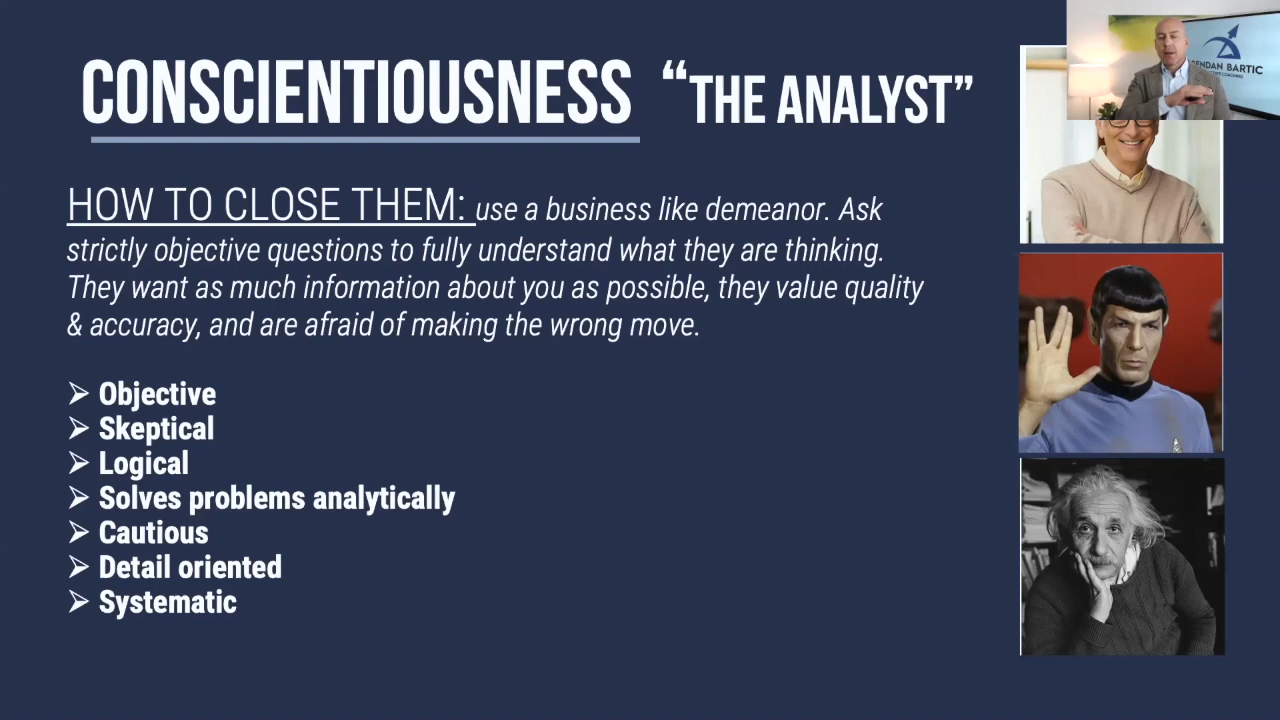 CONSCIENTIOUSNESS “THE ANALYST”
HOW TO CLOSE THEM: use a business like demeanor. Ask
strictly objective questions to fully understand what they are thinking.
They want as much information about you as possible, they value quality
& accuracy, and are afraid of making the wrong move.
➢ Objective
➢ Skeptical
➢ Logical
➢ Solves problems analytically
➢ Cautious
➢ Detail oriented
➢ Systematic
BARTIC
COACHING